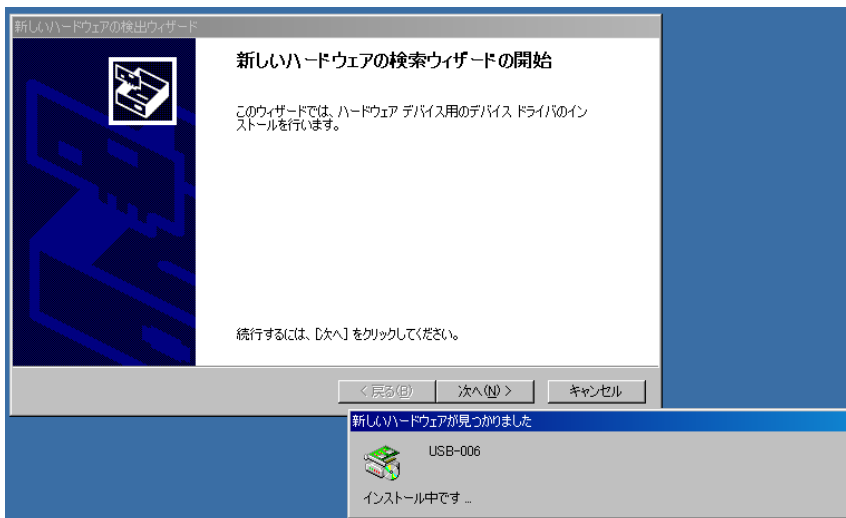 新しいハードウェアの検出ウィザード
新しいハードウェアの検索ウィザードの開始
このウィザードでは、ハードウェア デバイス用のデバイス ドライバのイン
ストールを行います。
続行するには、[次へ] をクリックしてください。
< 戻る(B)
次へ(N) >
キャンセル
新しいハードウェアが見つかりました
USB-006
インストール中です ...